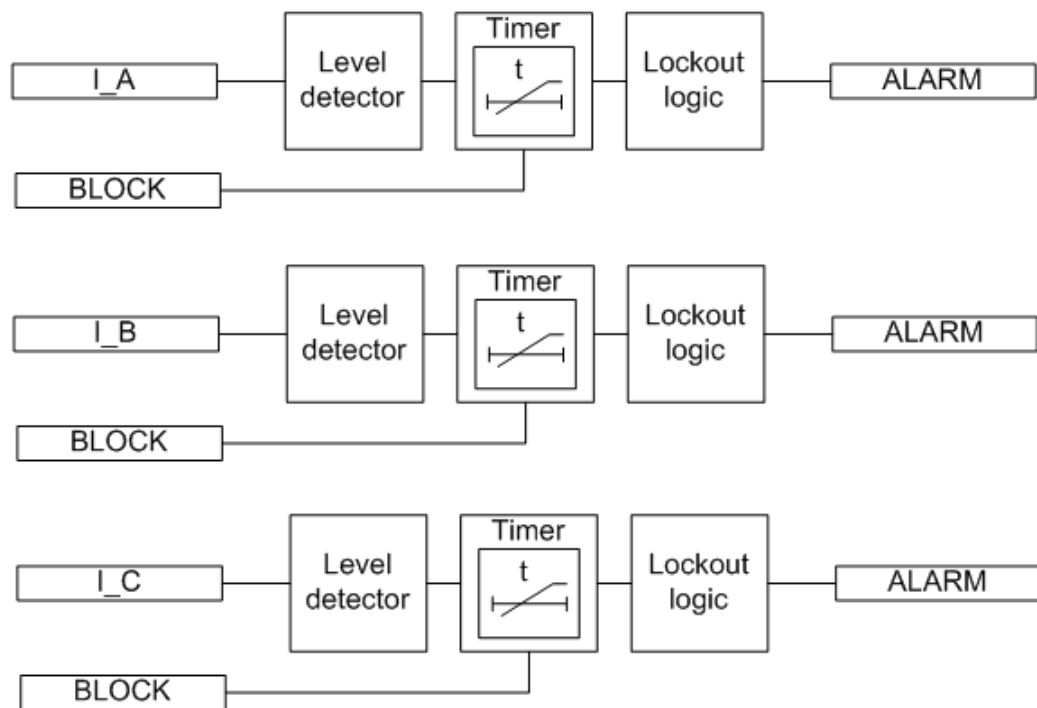 Timer
I_A
Level
detector
t
Lockout
logic
ALARM
BLOCK
Timer
I_B
Level
detector
t
Lockout
logic
ALARM
BLOCK
Timer
I_C
Level
detector
t
Lockout
logic
ALARM
BLOCK